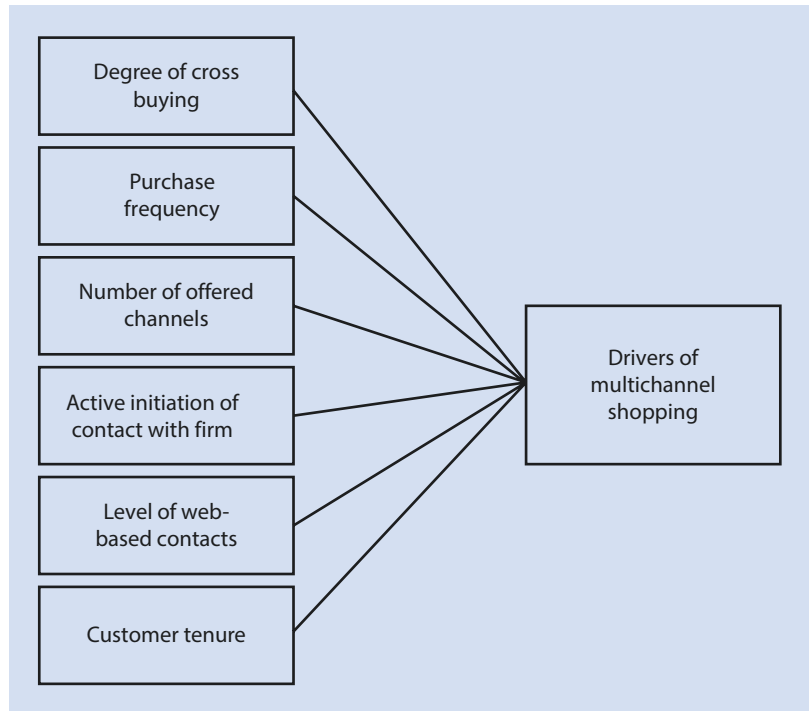 Degree of cross
buying
Purchase
frequency
Number of offered
channels
Active initiation of
contact with firm
Level of web-
based contacts
Customer tenure
Drivers of
multichannel
shopping